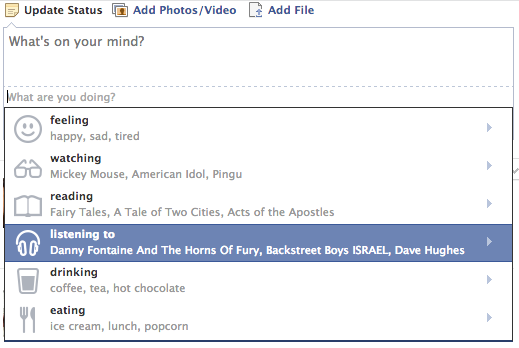 Update Status Add Photos/Video Add File
What's on your mind?
What are you doing?
feeling
happy, sad, tired
watching
Mickey Mouse, American Idol, Pingu
reading
Fairy Tales, A Tale of Two Cities, Acts of the Apostles
listening to
Danny Fontaine And The Horns Of Fury, Backstreet Boys ISRAEL, Dave Hughes
drinking
coffee, tea, hot chocolate
eating
ice cream, lunch, popcorn